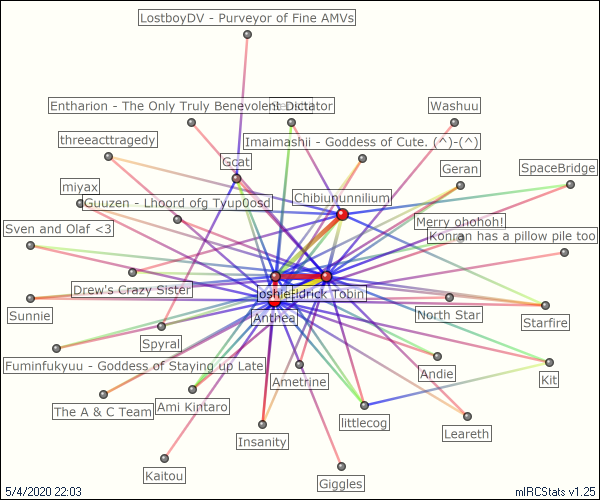 LostboyDV - Purveyor of Fine AMVs
Entharion - The Only Truly Benevolent Dictator
Washuu
threeacttragedy
Imaimashii - Goddess of Cute. (^)-(^)
Gcat
Geran
SpaceBridge
miyax
Chibiununnilium
Guuzen - Lhoord ofg Tyup0osd
Merry ohohoh!
Sven and Olaf <3
Konran has a pillow pile too
Drew's Crazy Sister
Tobin
Sunnie
Anthea
North Star
Starfire
Spyral
Fuminfukyuu - Goddess of Staying up Late
Andie
Kit
Ametrine
The A & C Team
Ami Kintaro
littlecog
Insanity
Leareth
Kaitou
Giggles
5/4/2020 22:03
mIRCStats v1.25